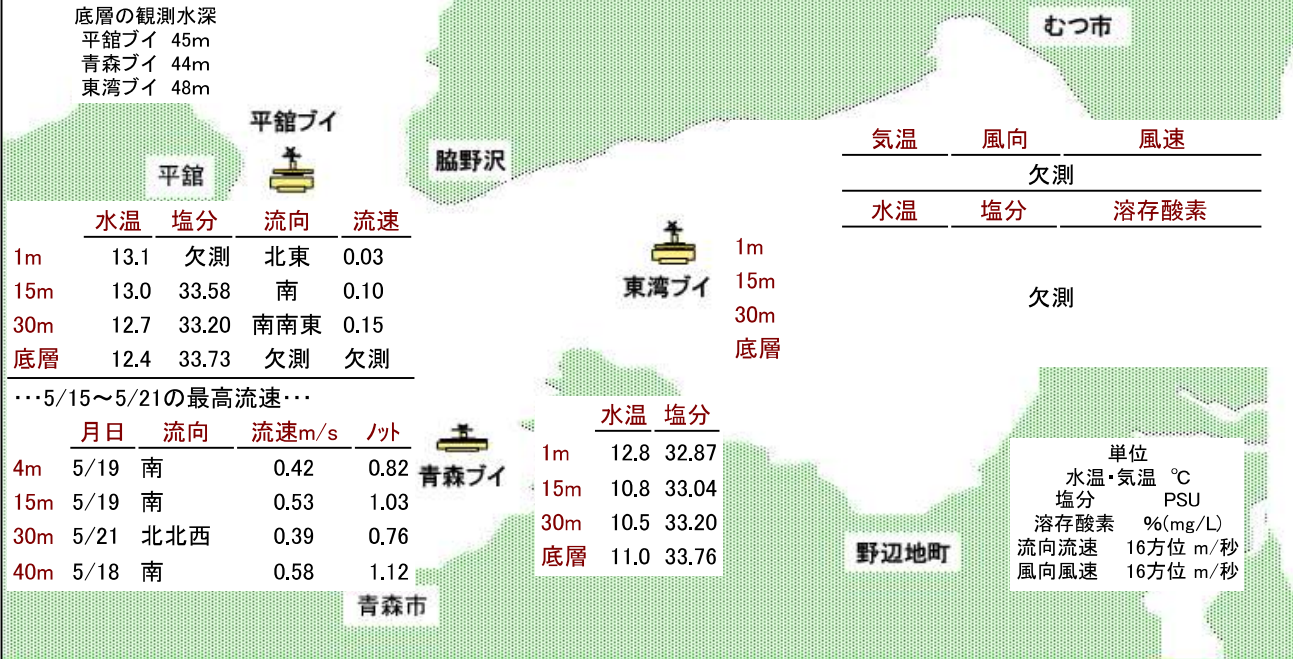 底層の観測水深
平舘ブイ 45m
青森ブイ 44m
東湾ブイ 48m
むつ市
平舘ブイ
平舘
脇野沢
水温 塩分 流向 流速
1m 13.1 欠測 北東 0.03
15m 13.0 33.58 南 0.10
30m 12.7 33.20 南南東 0.15
底層 12.4 33.73 欠測 欠測
…5/15～5/21の最高流速…
月日 流向 流速m/s ノット
4m 5/19 南 0.42 0.82
15m 5/19 南 0.53 1.03
30m 5/21 北北西 0.39 0.76
40m 5/18 南 0.58 1.12
気温 風向 風速
欠測
水温 塩分 溶存酸素
東湾ブイ
1m
15m
30m
底層
欠測
青森ブイ
水温 塩分
1m 12.8 32.87
15m 10.8 33.04
30m 10.5 33.20
底層 11.0 33.76
青森市
野辺地町
単位
水温・気温 ℃
塩分 PSU
溶存酸素 %(mg/L)
流向流速 16方位 m/秒
風向風速 16方位 m/秒